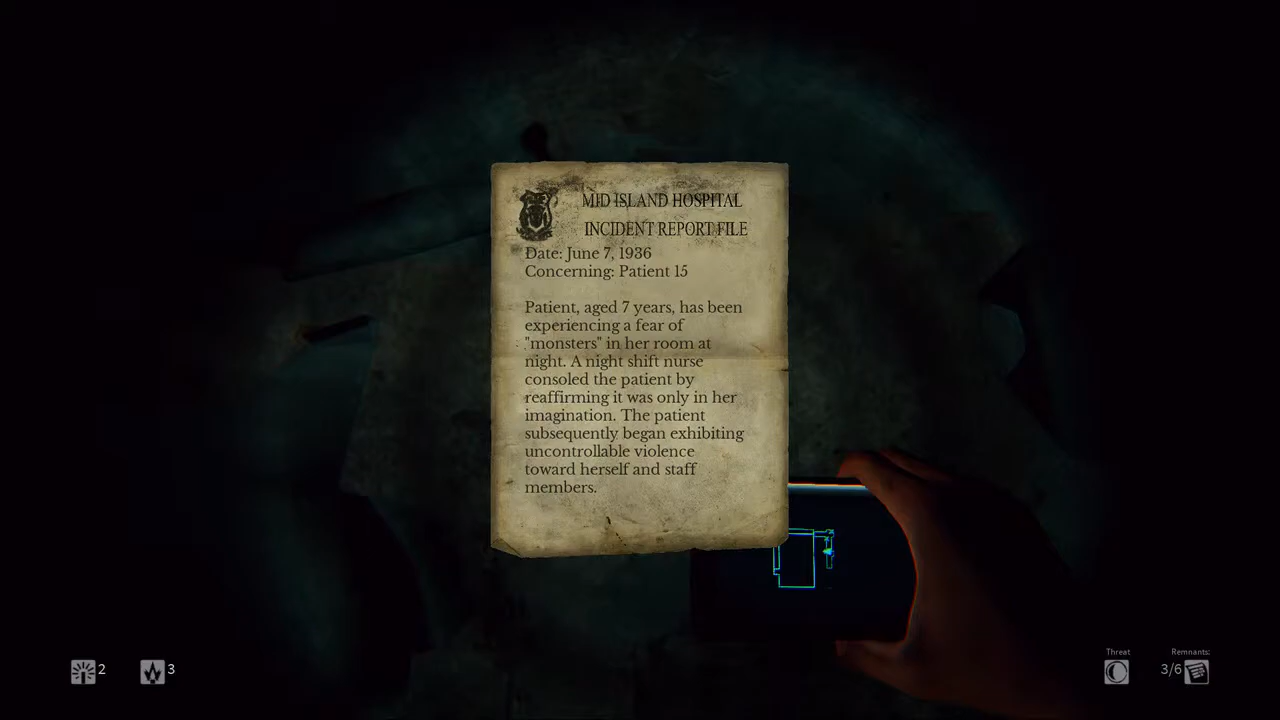 MID ISLAND HOSPITAL
INCIDENT REPORT FILE
Date: June 7, 1936
Concerning: Patient 15
Patient, aged 7 years, has been
experiencing a fear of
"monsters" in her room at
night. A night shift nurse
consoled the patient by
reaffirming it was only in her
imagination. The patient
subsequently began exhibiting
uncontrollable violence
toward herself and staff
members.
2
3
Threat
Remnants:
3/6